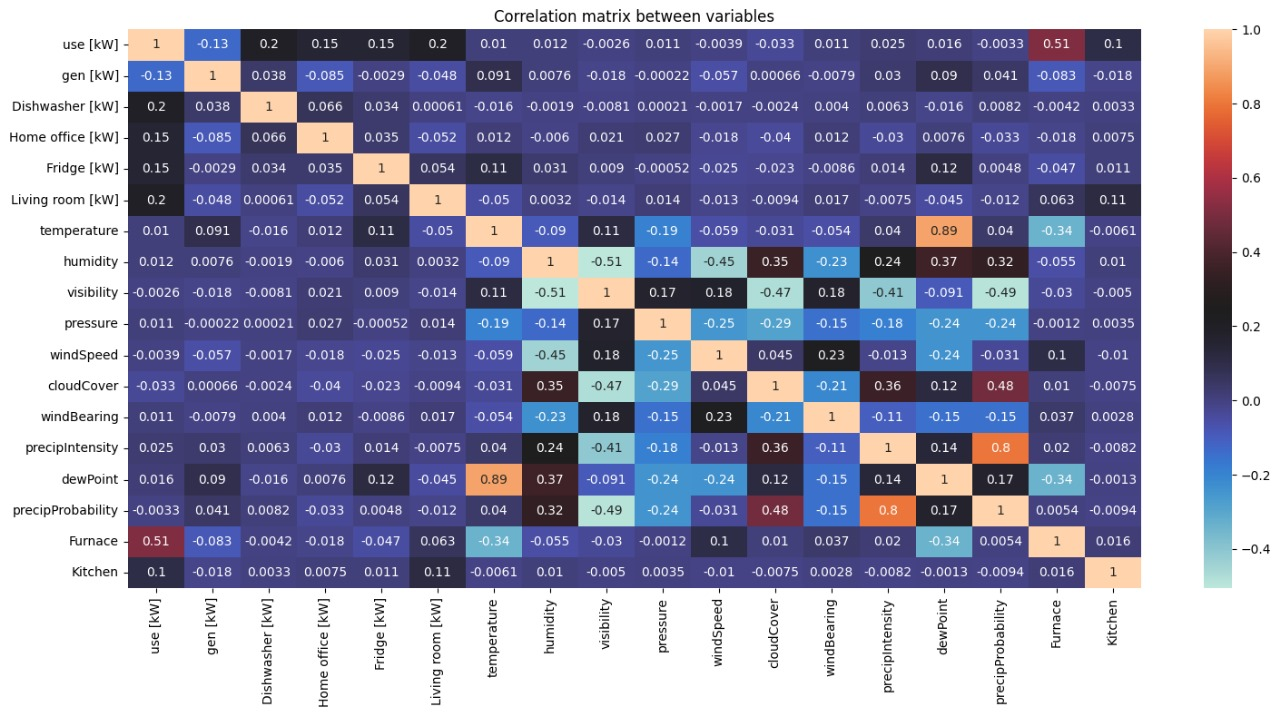 Correlation matrix between variables
use [kW] 1 -0.13 0.2 0.15 0.15 0.2 0.01 0.012 -0.0026 0.011 -0.0039 -0.033 0.011 0.025 0.016 -0.0033 0.51 0.1
gen [kW] -0.13 1 0.038 -0.085 -0.0029 -0.048 0.091 0.0076 -0.018 -0.00022 -0.057 0.00066 -0.0079 0.03 0.09 0.041 -0.083 -0.018
Dishwasher [kW] 0.2 0.038 1 0.066 0.034 0.00061 -0.016 -0.0019 -0.0081 0.00021 -0.0017 -0.0024 0.004 0.0063 -0.016 0.0082 -0.0042 0.0033
Home office [kW] 0.15 -0.085 0.066 1 0.035 -0.052 0.012 -0.006 0.021 0.027 -0.018 -0.04 0.012 -0.03 0.0076 -0.033 -0.018 0.0075
Fridge [kW] 0.15 -0.0029 0.034 0.035 1 0.054 0.11 0.031 0.009 -0.00052 -0.025 -0.023 -0.0086 0.014 0.12 0.0048 -0.047 0.011
Living room [kW] 0.2 -0.048 0.00061 -0.052 0.054 1 -0.05 0.0032 -0.014 0.014 -0.013 -0.0094 0.017 -0.0075 -0.045 -0.012 0.063 0.11
temperature 0.01 0.091 -0.016 0.012 0.11 -0.05 1 -0.09 0.11 -0.19 -0.059 -0.031 -0.054 0.04 0.89 0.04 -0.34 -0.0061
humidity 0.012 0.0076 -0.0019 -0.006 0.031 0.0032 -0.09 1 -0.51 -0.14 -0.45 0.35 -0.23 0.24 0.37 0.32 -0.055 0.01
visibility -0.0026 -0.018 -0.0081 0.021 0.009 -0.014 0.11 -0.51 1 0.17 0.18 -0.47 0.18 -0.41 -0.091 -0.49 -0.03 -0.005
pressure 0.011 -0.00022 0.00021 0.027 -0.00052 0.014 -0.19 -0.14 0.17 1 -0.25 -0.29 -0.15 -0.18 -0.24 -0.24 -0.0012 0.0035
windSpeed -0.0039 -0.057 -0.0017 -0.018 -0.025 -0.013 -0.059 -0.45 0.18 -0.25 1 0.045 0.23 -0.013 -0.24 -0.031 0.1 -0.01
cloudCover -0.033 0.00066 -0.0024 -0.04 -0.023 -0.0094 -0.031 0.35 -0.47 -0.29 0.045 1 -0.21 0.36 0.12 0.48 0.01 -0.0075
windBearing 0.011 -0.0079 0.004 0.012 -0.0086 0.017 -0.054 -0.23 0.18 -0.15 0.23 -0.21 1 -0.11 -0.15 -0.15 0.037 0.0028
precipIntensity 0.025 0.03 0.0063 -0.03 0.014 -0.0075 0.04 0.24 -0.41 -0.18 -0.013 0.36 -0.11 1 0.14 0.8 0.02 -0.0082
dewPoint 0.016 0.09 -0.016 0.0076 0.12 -0.045 0.89 0.37 -0.091 -0.24 -0.24 0.12 -0.15 0.14 1 0.17 -0.34 -0.0013
precipProbability -0.0033 0.041 0.0082 -0.033 0.0048 -0.012 0.04 0.32 -0.49 -0.24 -0.031 0.48 -0.15 0.8 0.17 1 0.0054 -0.0094
Furnace 0.51 -0.083 -0.0042 -0.018 -0.047 0.063 -0.34 -0.055 -0.03 -0.0012 0.1 0.01 0.037 0.02 -0.34 0.0054 1 0.016
Kitchen 0.1 -0.018 0.0033 0.0075 0.011 0.11 -0.0061 0.01 -0.005 0.0035 -0.01 -0.0075 0.0028 -0.0082 -0.0013 -0.0094 0.016 1
use [kW]
gen [kW]
Dishwasher [kW]
Home office [kW]
Fridge [kW]
Living room [kW]
temperature
humidity
visibility
pressure
windSpeed
cloudCover
windBearing
precipIntensity
dewPoint
precipProbability
Furnace
Kitchen
1.0
0.8
0.6
0.4
0.2
0.0
−0.2
−0.4